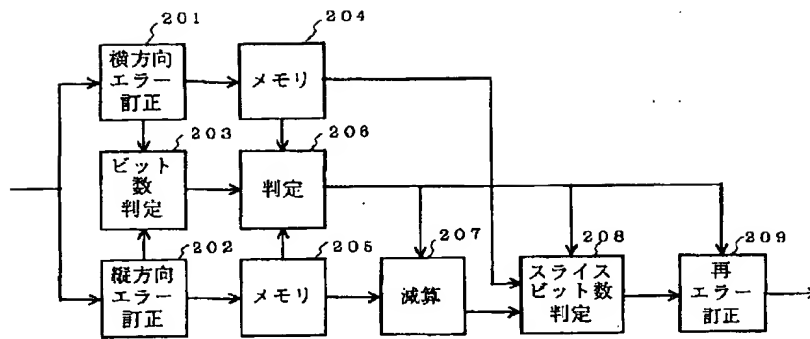 201
横方向
エラー
訂正
204
メモリ
203
ビット
数
判定
206
判定
202
縦方向
エラー
訂正
205
メモリ
207
減算
208
スライス
ビット数
判定
209
再
エラー
訂正